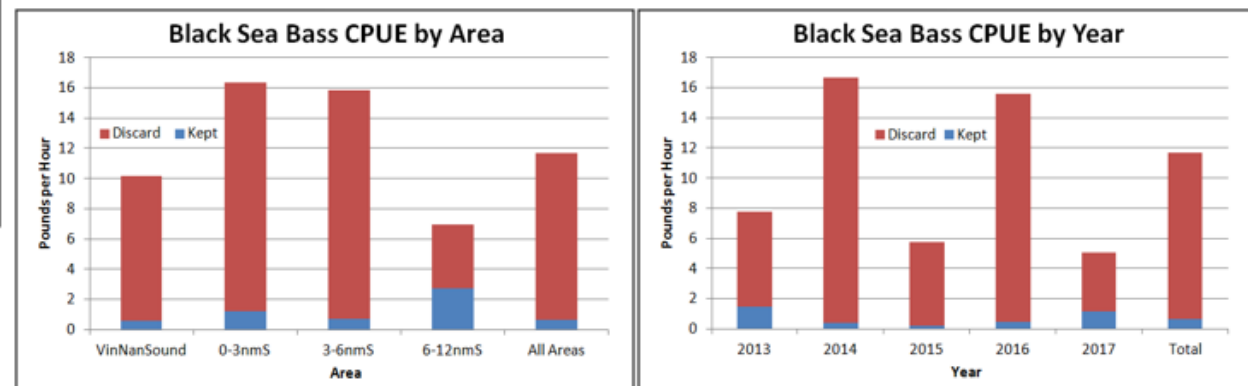 Black Sea Bass CPUE by Area
18
16
14
12
10
8
6
4
2
0
Pounds per Hour
Discard Kept
VinNanSound 0-3nmS 3-6nmS 6-12nmS All Areas
Area
Black Sea Bass CPUE by Year
18
16
14
12
10
8
6
4
2
0
Pounds per Hour
Discard Kept
2013 2014 2015 2016 2017 Total
Year